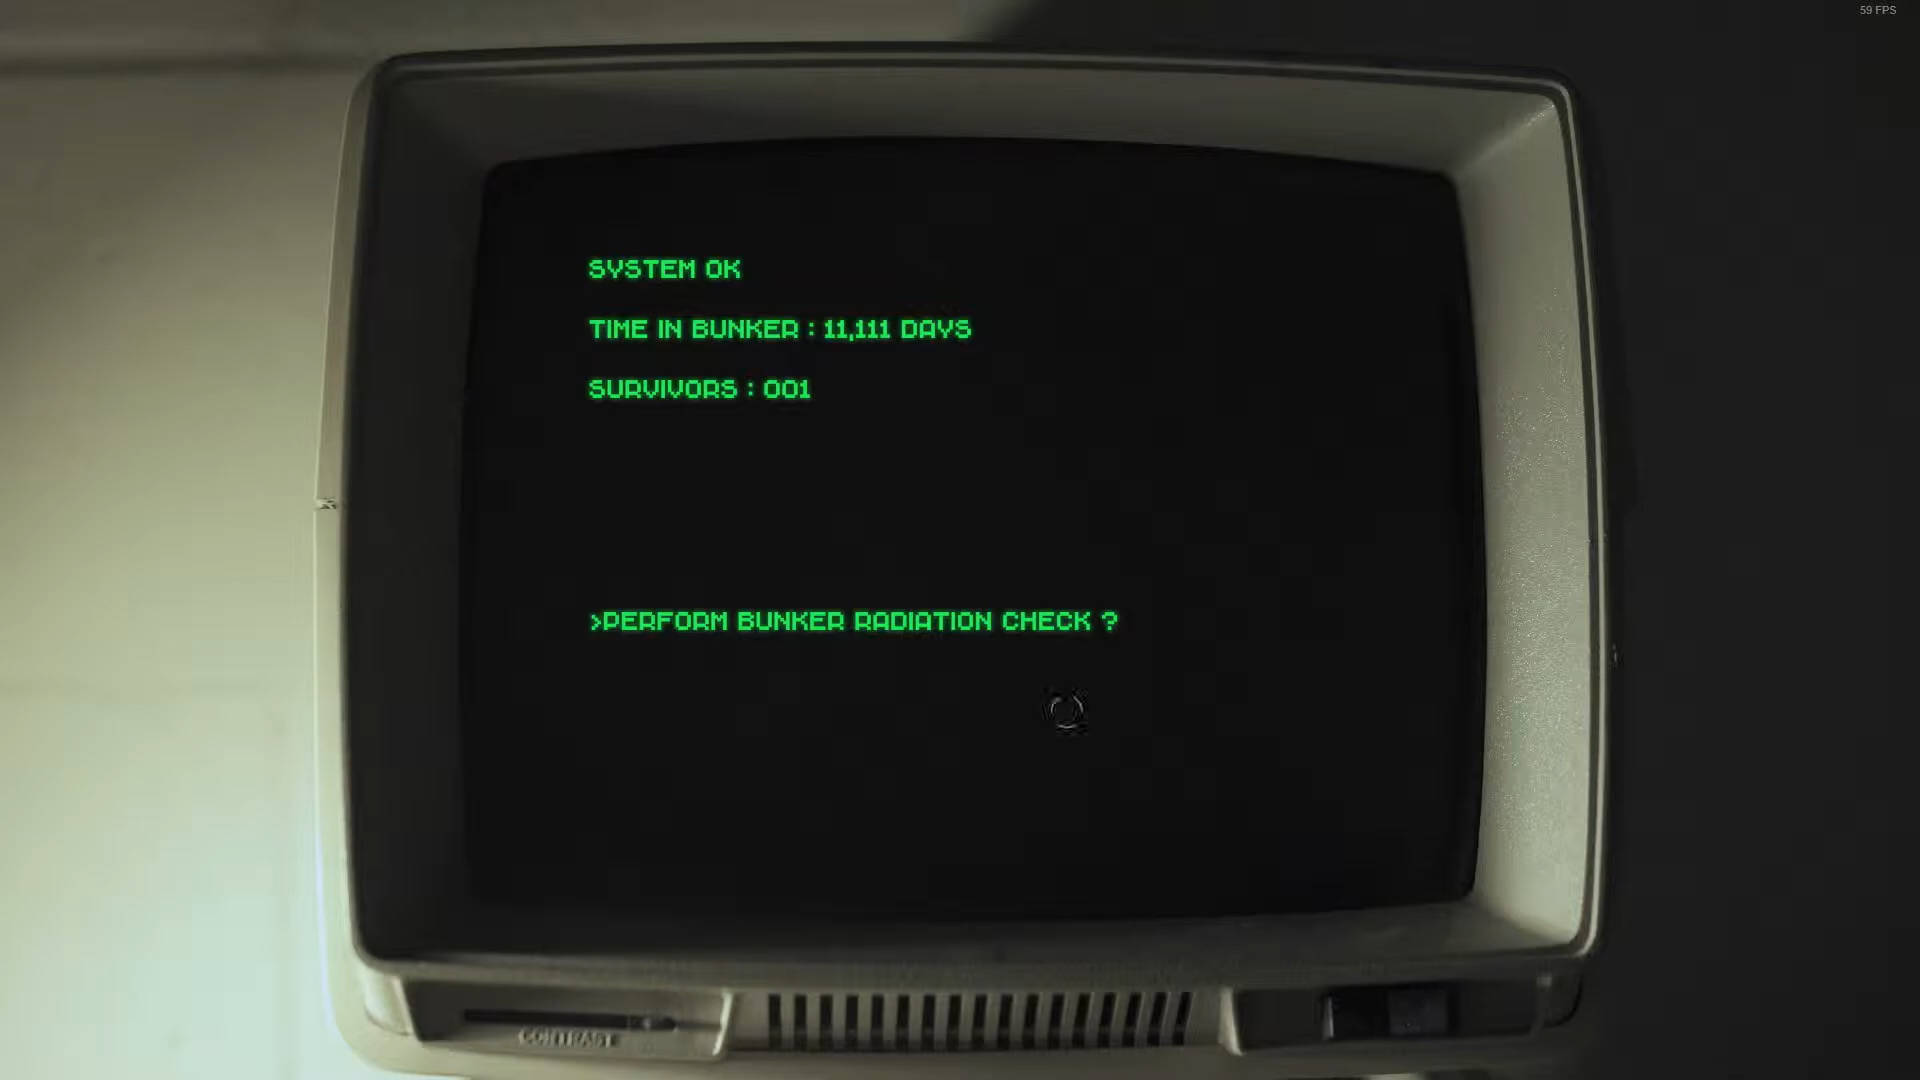 59 FPS
SYSTEM OK
TIME IN BUNKER : 11,111 DAYS
SURVIVORS : 001
>PERFORM BUNKER RADIATION CHECK ?
CONTRAST